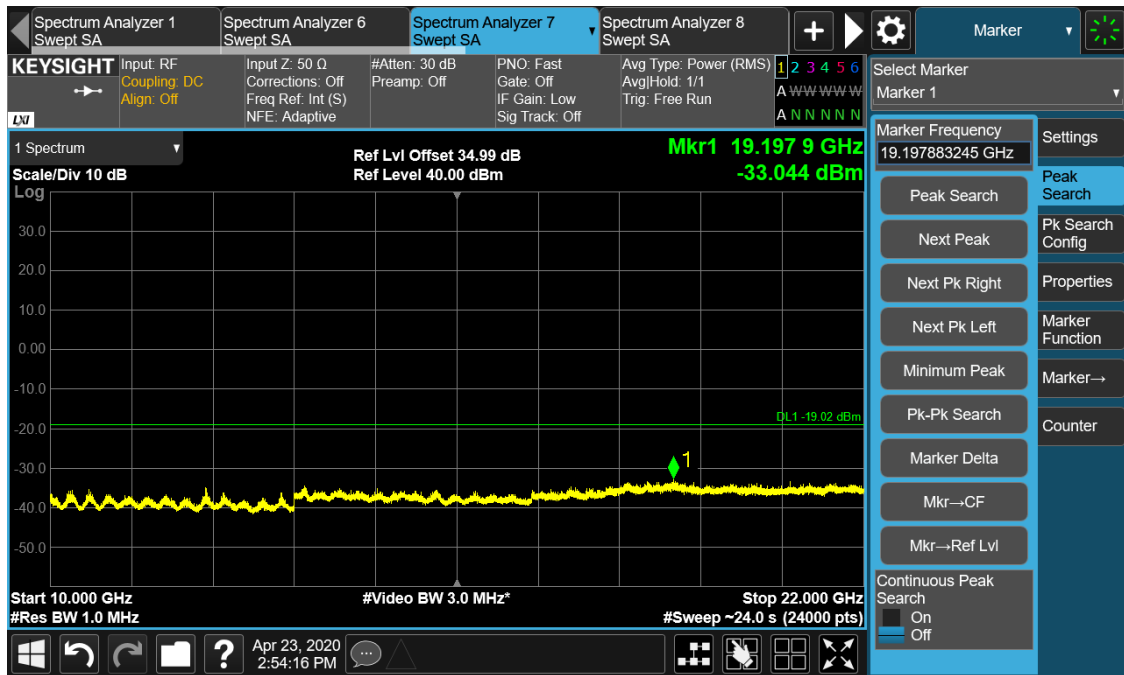 Spectrum Analyzer 1
Swept SA
Spectrum Analyzer 6
Swept SA
Spectrum Analyzer 7
Swept SA
Spectrum Analyzer 8
Swept SA
Marker
KEYSIGHT
LXI
Input: RF
Coupling: DC
Align: Off
Input Z: 50 Ω
Corrections: Off
Freq Ref: Int (S)
NFE: Adaptive
#Atten: 30 dB
Preamp: Off
PNO: Fast
Gate: Off
IF Gain: Low
Sig Track: Off
Avg Type: Power (RMS)
Avg|Hold: 1/1
Trig: Free Run
1 2 3 4 5 6
A W W W W W
A N N N N N
Select Marker
Marker 1
1 Spectrum
Scale/Div 10 dB
Log
Ref Lvl Offset 34.99 dB
Ref Level 40.00 dBm
Mkr1 19.197 9 GHz
-33.044 dBm
30.0
20.0
10.0
0.00
-10.0
-20.0
-30.0
-40.0
-50.0
DL1 -19.02 dBm
1
Start 10.000 GHz
#Res BW 1.0 MHz
#Video BW 3.0 MHz*
Stop 22.000 GHz
#Sweep ~24.0 s (24000 pts)
Marker Frequency
19.197883245 GHz
Peak Search
Next Peak
Next Pk Right
Next Pk Left
Minimum Peak
Pk-Pk Search
Marker Delta
Mkr→CF
Mkr→Ref Lvl
Continuous Peak
Search
On
Off
Settings
Peak
Search
Pk Search
Config
Properties
Marker
Function
Marker→
Counter
?
Apr 23, 2020
2:54:16 PM